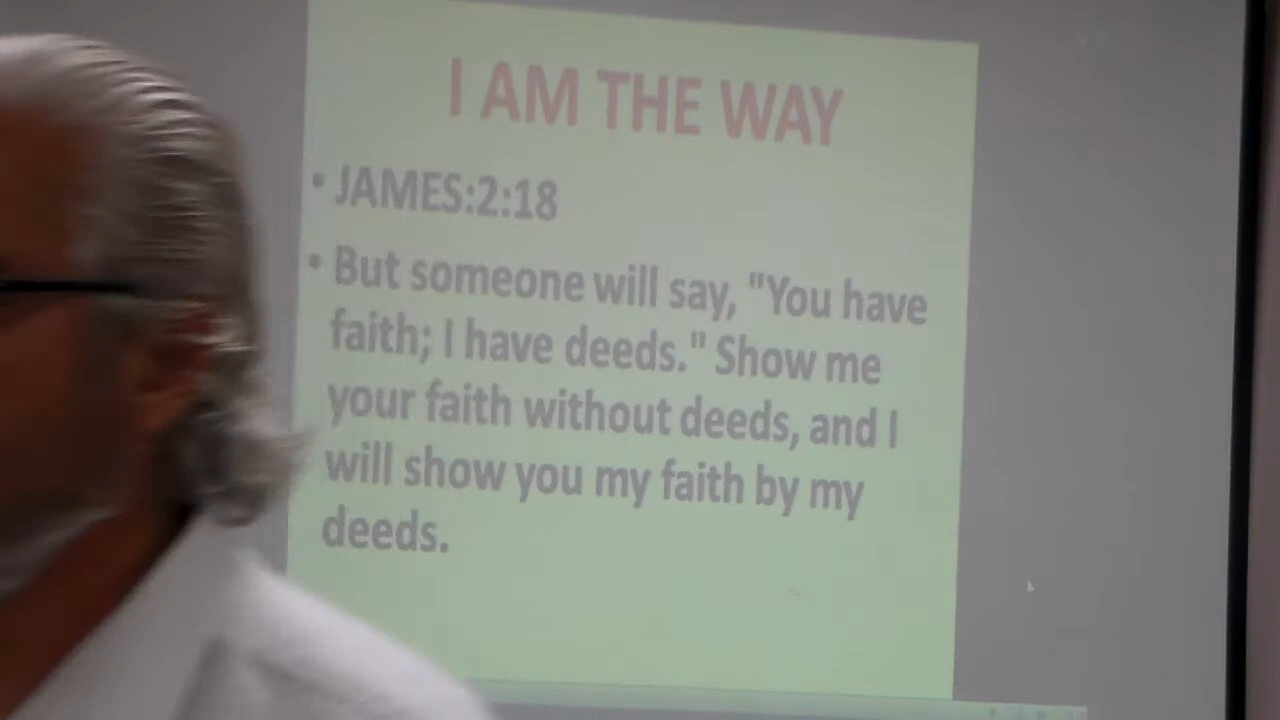 I AM THE WAY
• JAMES:2:18
• But someone will say, "You have
faith; I have deeds." Show me
your faith without deeds, and I
will show you my faith by my
deeds.